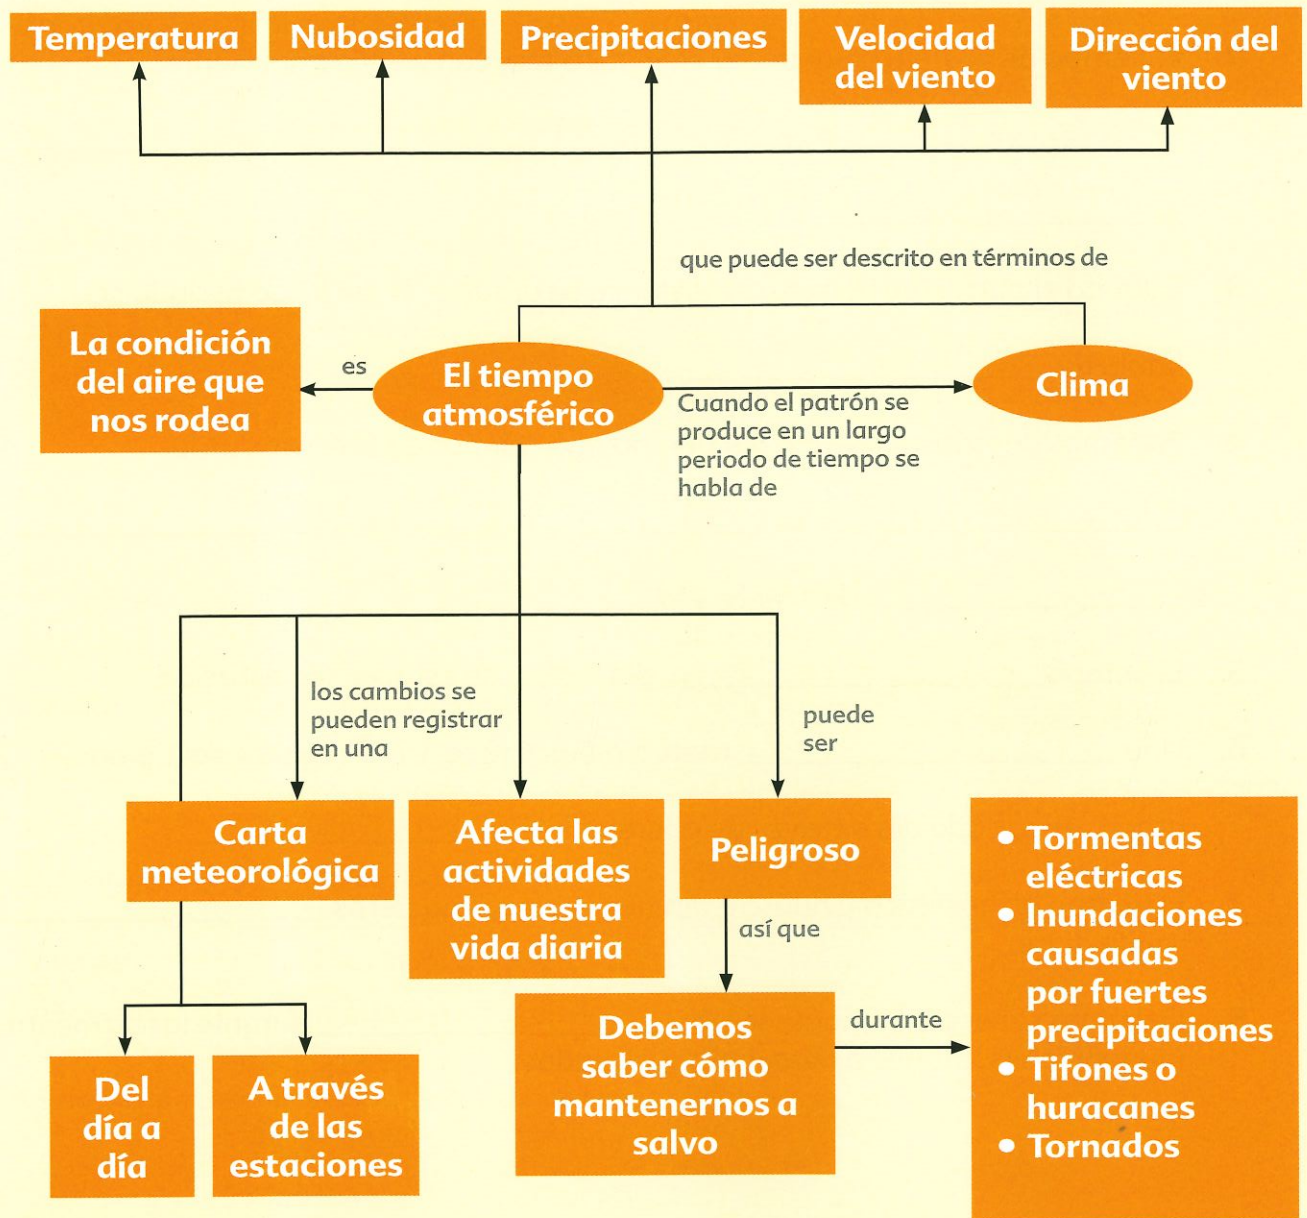 Temperatura
Nubosidad
Precipitaciones
Velocidad
del viento
Dirección del
viento
que puede ser descrito en términos de
La condición
del aire que
nos rodea
es
El tiempo
atmosférico
Cuando el patrón se
produce en un largo
periodo de tiempo se
habla de
Clima
los cambios se
pueden registrar
en una
puede
ser
Carta
meteorológica
Afecta las
actividades
de nuestra
vida diaria
Peligroso
así que
Debemos
saber cómo
mantenernos a
salvo
durante
• Tormentas
eléctricas
• Inundaciones
causadas
por fuertes
precipitaciones
• Tifones o
huracanes
• Tornados
Del
día a
día
A través
de las
estaciones